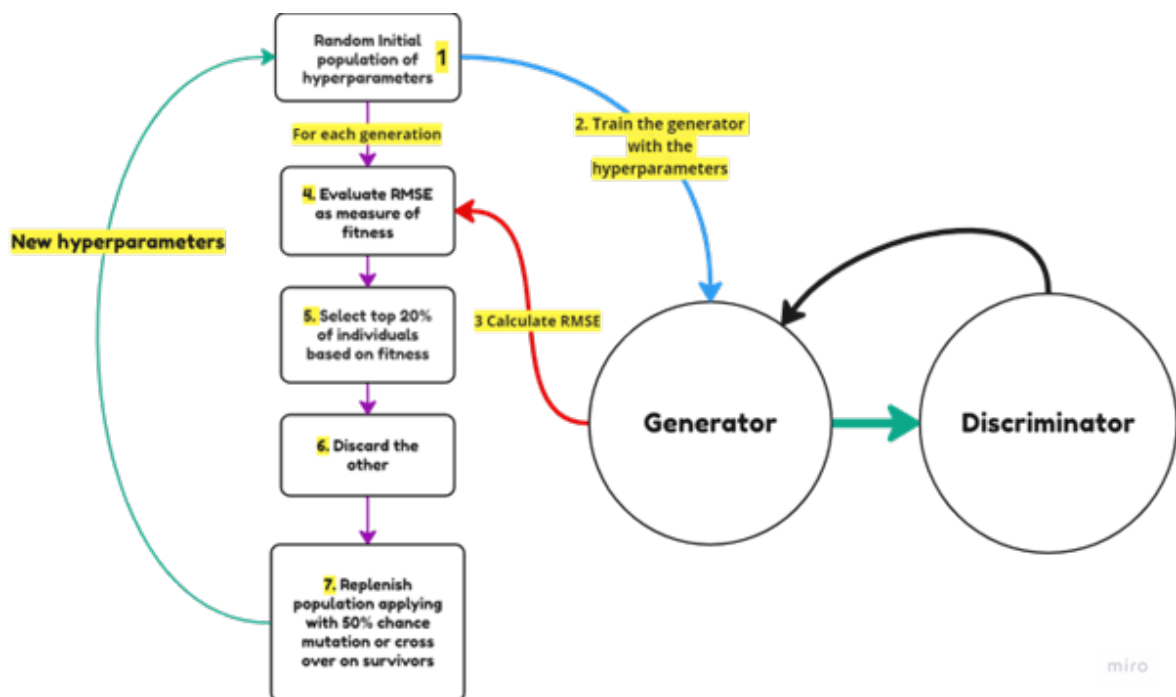 Random Initial
population of
hyperparameters
1
For each generation
2. Train the generator
with the
hyperparameters
4. Evaluate RMSE
as measure of
fitness
New hyperparameters
5. Select top 20%
of individuals
based on fitness
3 Calculate RMSE
Generator
Discriminator
6. Discard the
other
7. Replenish
population applying
with 50% chance
mutation or cross
over on survivors
miro